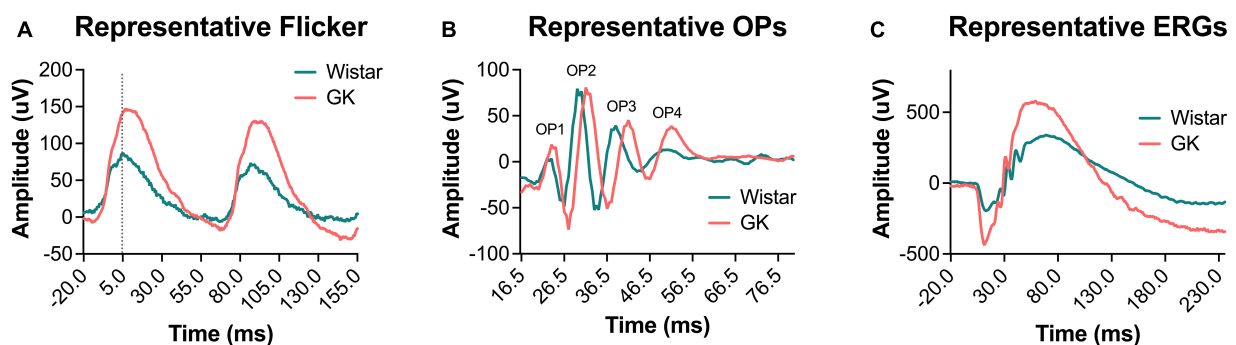 A
Representative Flicker
Amplitude (uV)
200
150
100
50
0
-50
Wistar
GK
-20.0
5.0
30.0
55.0
80.0
105.0
130.0
155.0
Time (ms)
B
Representative OPs
Amplitude (uV)
100
50
0
-50
-100
OP1
OP2
OP3
OP4
Wistar
GK
16.5
26.5
36.5
46.5
56.5
66.5
76.5
Time (ms)
C
Representative ERGs
Amplitude (uV)
500
0
-500
Wistar
GK
-20.0
30.0
80.0
130.0
180.0
230.0
Time (ms)